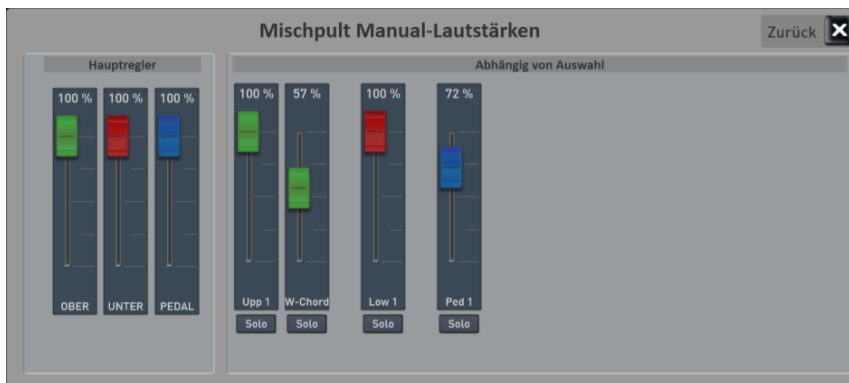 Mischpult Manual-Lautstärken
Zurück
Hauptregler
Abhängig von Auswahl
100 % 100 % 100 %
100 % 57 % 100 % 72 %
OBER UNTER PEDAL
Upp 1 W-Chord Low 1 Ped 1
Solo Solo Solo Solo